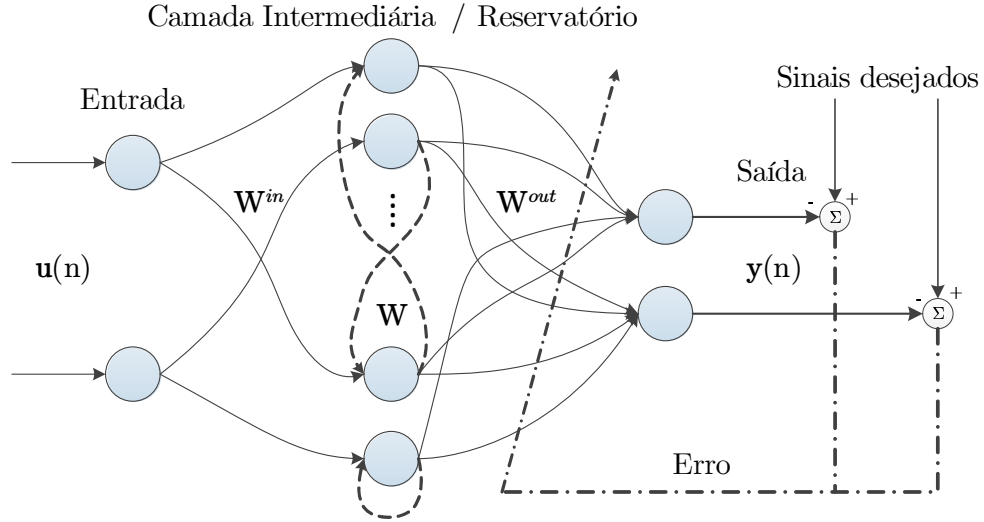 Camada Intermediária / Reservatório
Sinais desejados
Entrada
W^in
W^out
Saída
- +
Σ
u(n)
y(n)
W
- +
Σ
Erro